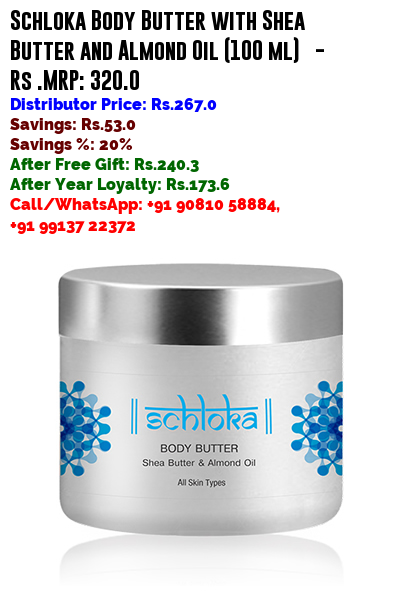 Schloka Body Butter with Shea
Butter and Almond Oil (100 ml) -
Rs .MRP: 320.0
Distributor Price: Rs.267.0
Savings: Rs.53.0
Savings %: 20%
After Free Gift: Rs.240.3
After Year Loyalty: Rs.173.6
Call/WhatsApp: +91 90810 58884,
+91 99137 22372
|| schloka ||
BODY BUTTER
Shea Butter & Almond Oil
All Skin Types